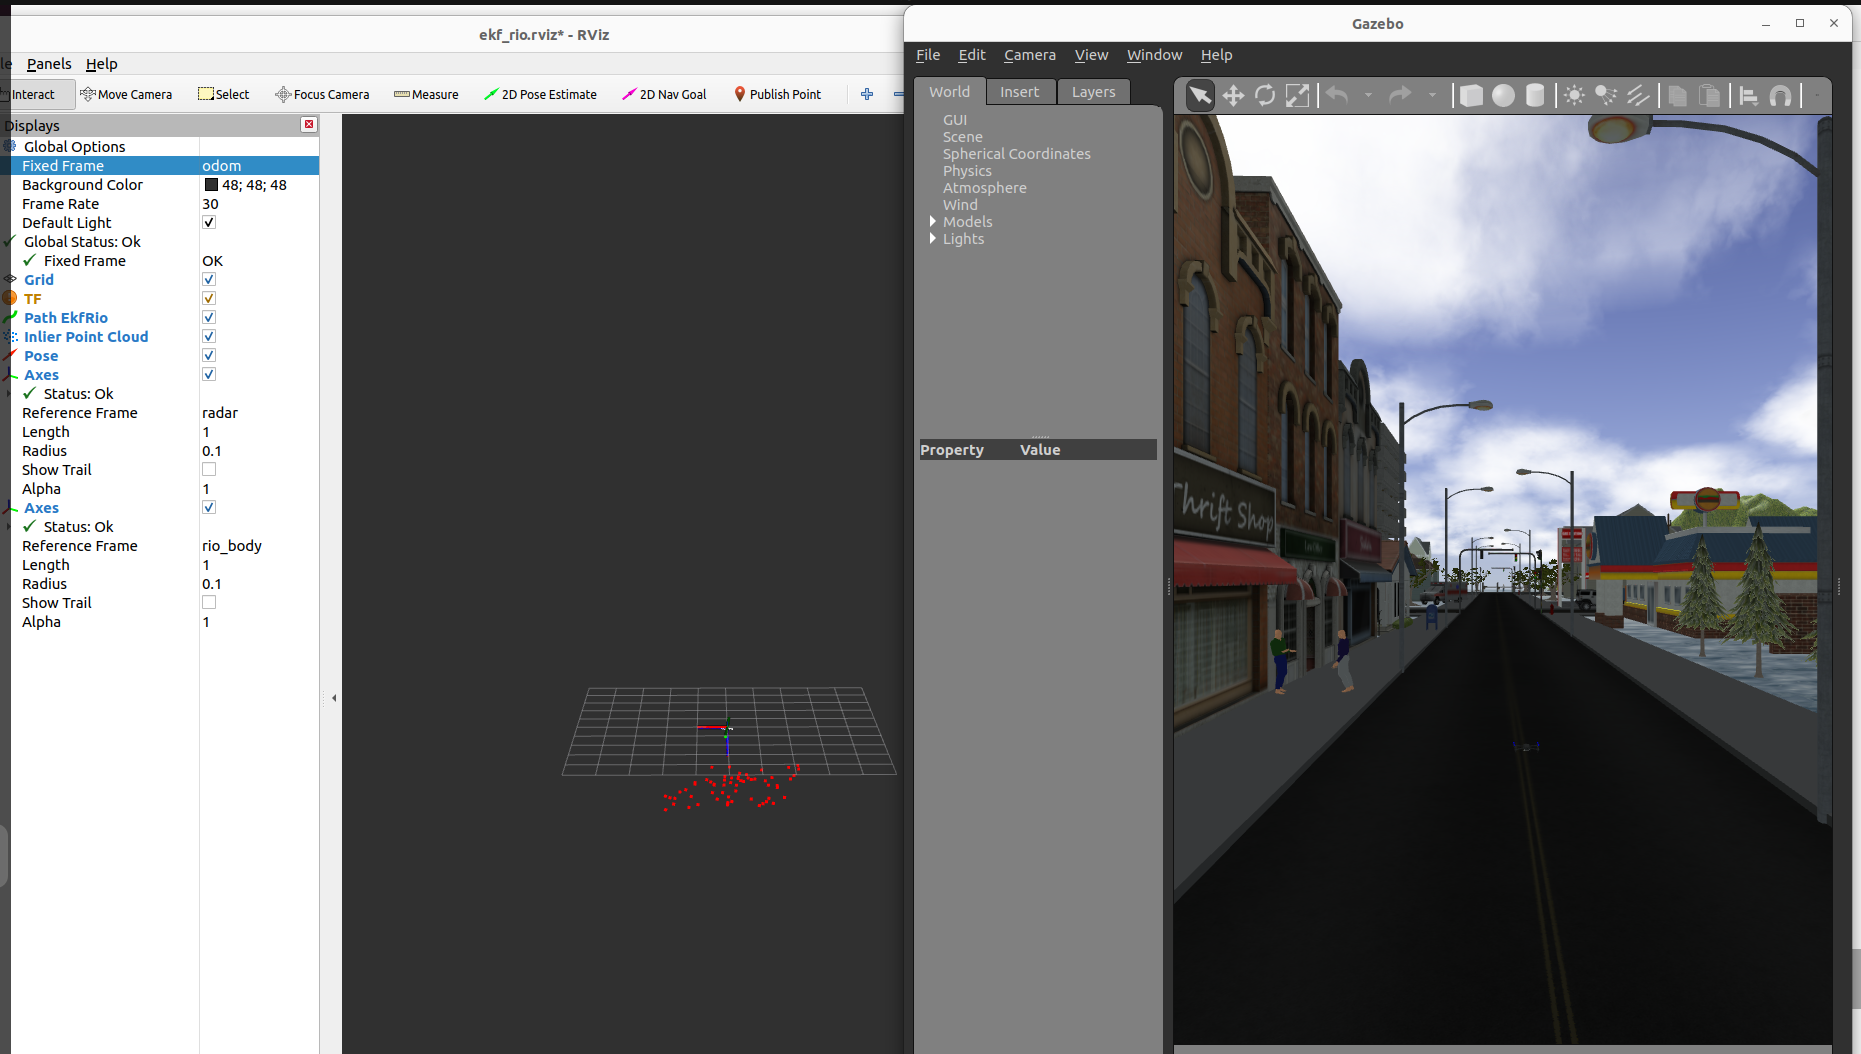 ekf_rio.rviz* - RViz
Panels Help
Interact Move Camera Select Focus Camera Measure 2D Pose Estimate 2D Nav Goal Publish Point
Displays
Global Options
Fixed Frame odom
Background Color 48; 48; 48
Frame Rate 30
Default Light
Global Status: Ok
Fixed Frame OK
Grid
TF
Path EkfRio
Inlier Point Cloud
Pose
Axes
Status: Ok
Reference Frame radar
Length 1
Radius 0.1
Show Trail
Alpha 1
Axes
Status: Ok
Reference Frame rio_body
Length 1
Radius 0.1
Show Trail
Alpha 1
Gazebo
File Edit Camera View Window Help
World Insert Layers
GUI
Scene
Spherical Coordinates
Physics
Atmosphere
Wind
Models
Lights
Property Value
Thrift Shop